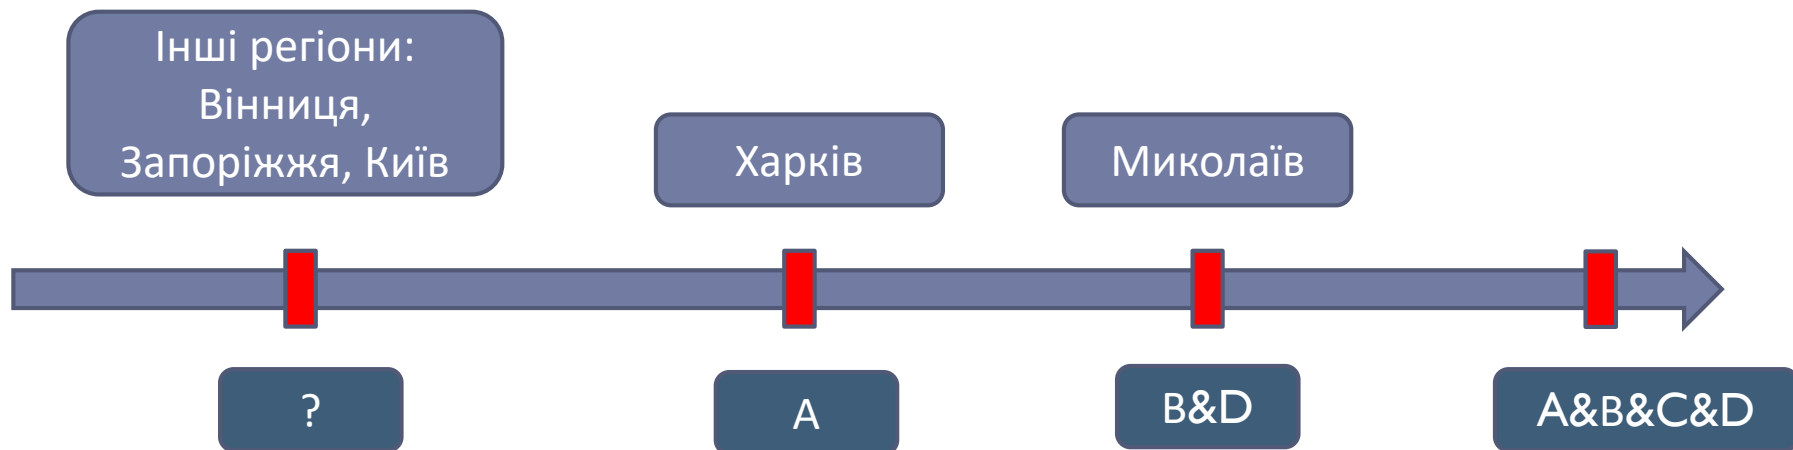 Інші регіони:
Вінниця,
Запоріжжя, Київ
Харків
Миколаїв
?
A
B&D
A&B&C&D